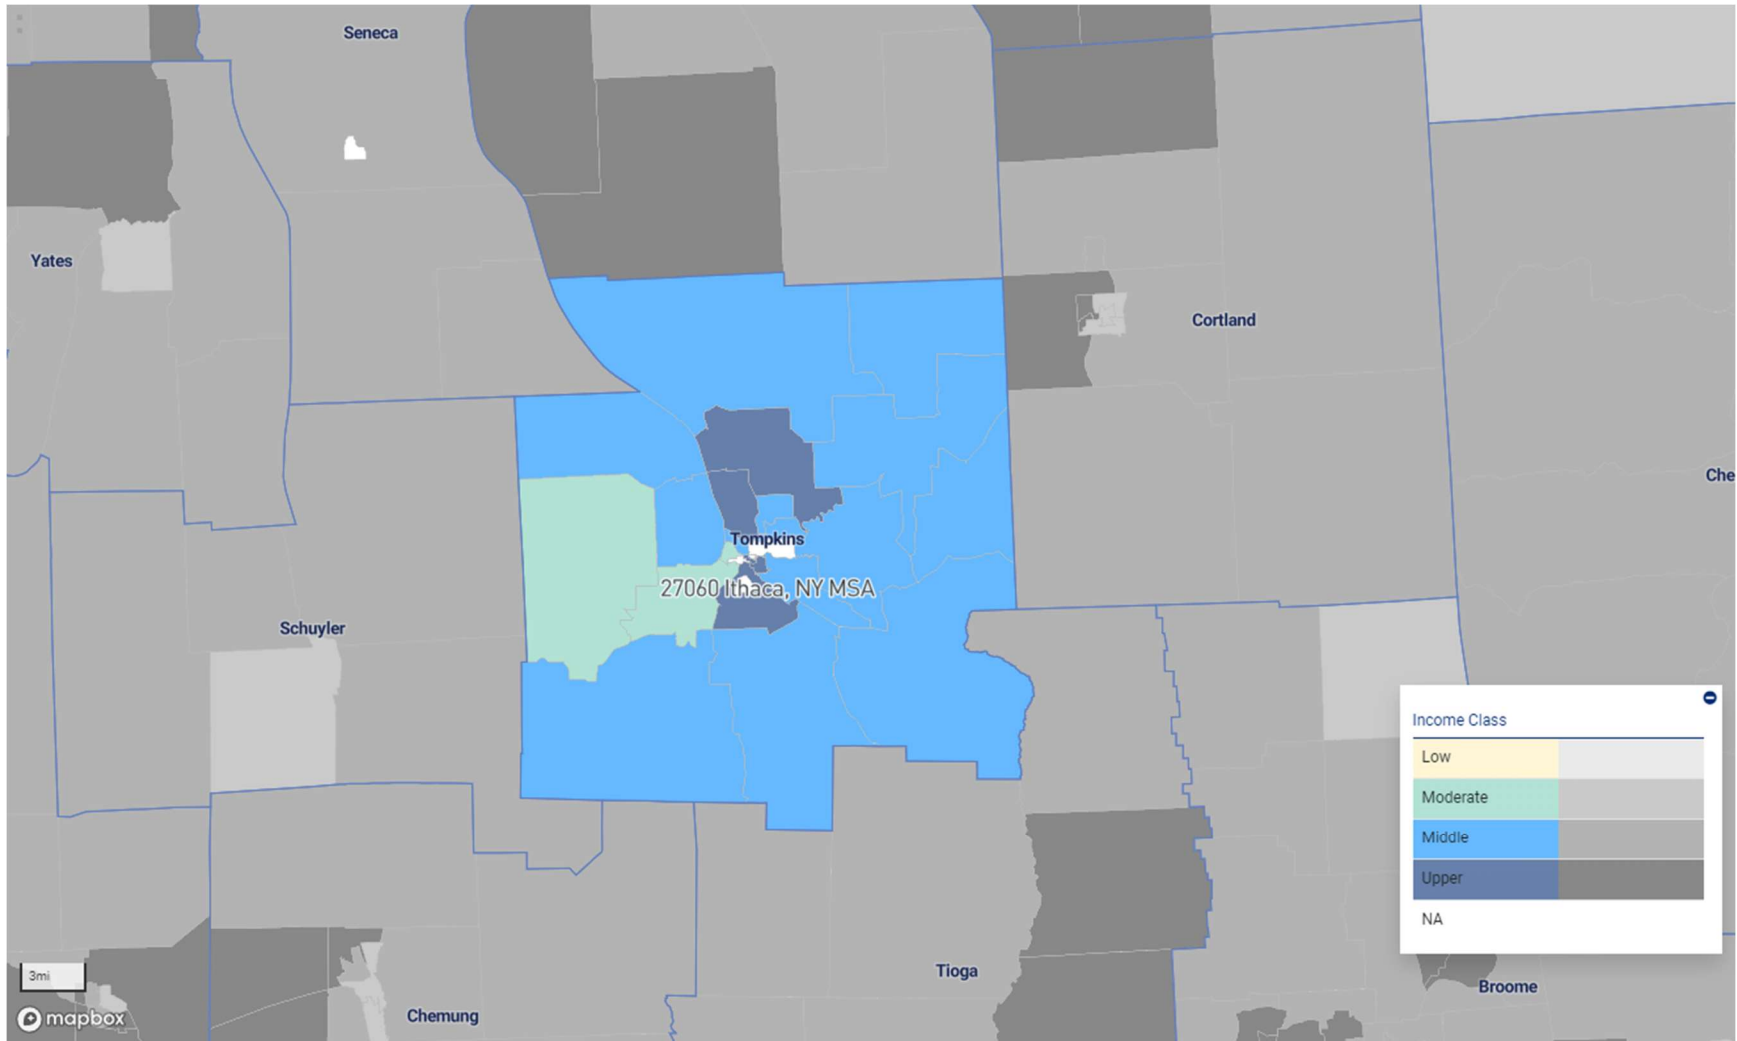 Seneca
Yates
Cortland
Che
Tompkins
27060 Ithaca, NY MSA
Schuyler
Income Class
Low
Moderate
Middle
Upper
NA
3mi
Tioga
Broome
mapbox
Chemung